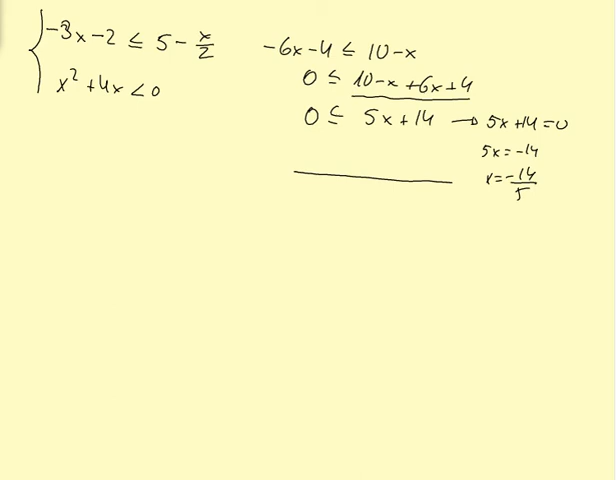 -3x-2 ≤ 5 - x/2
x² + 4x < 0
-6x-4 ≤ 10-x
0 ≤ 10-x+6x+4
0 ≤ 5x+14 → 5x+14=0
5x=-14
x=-14/5